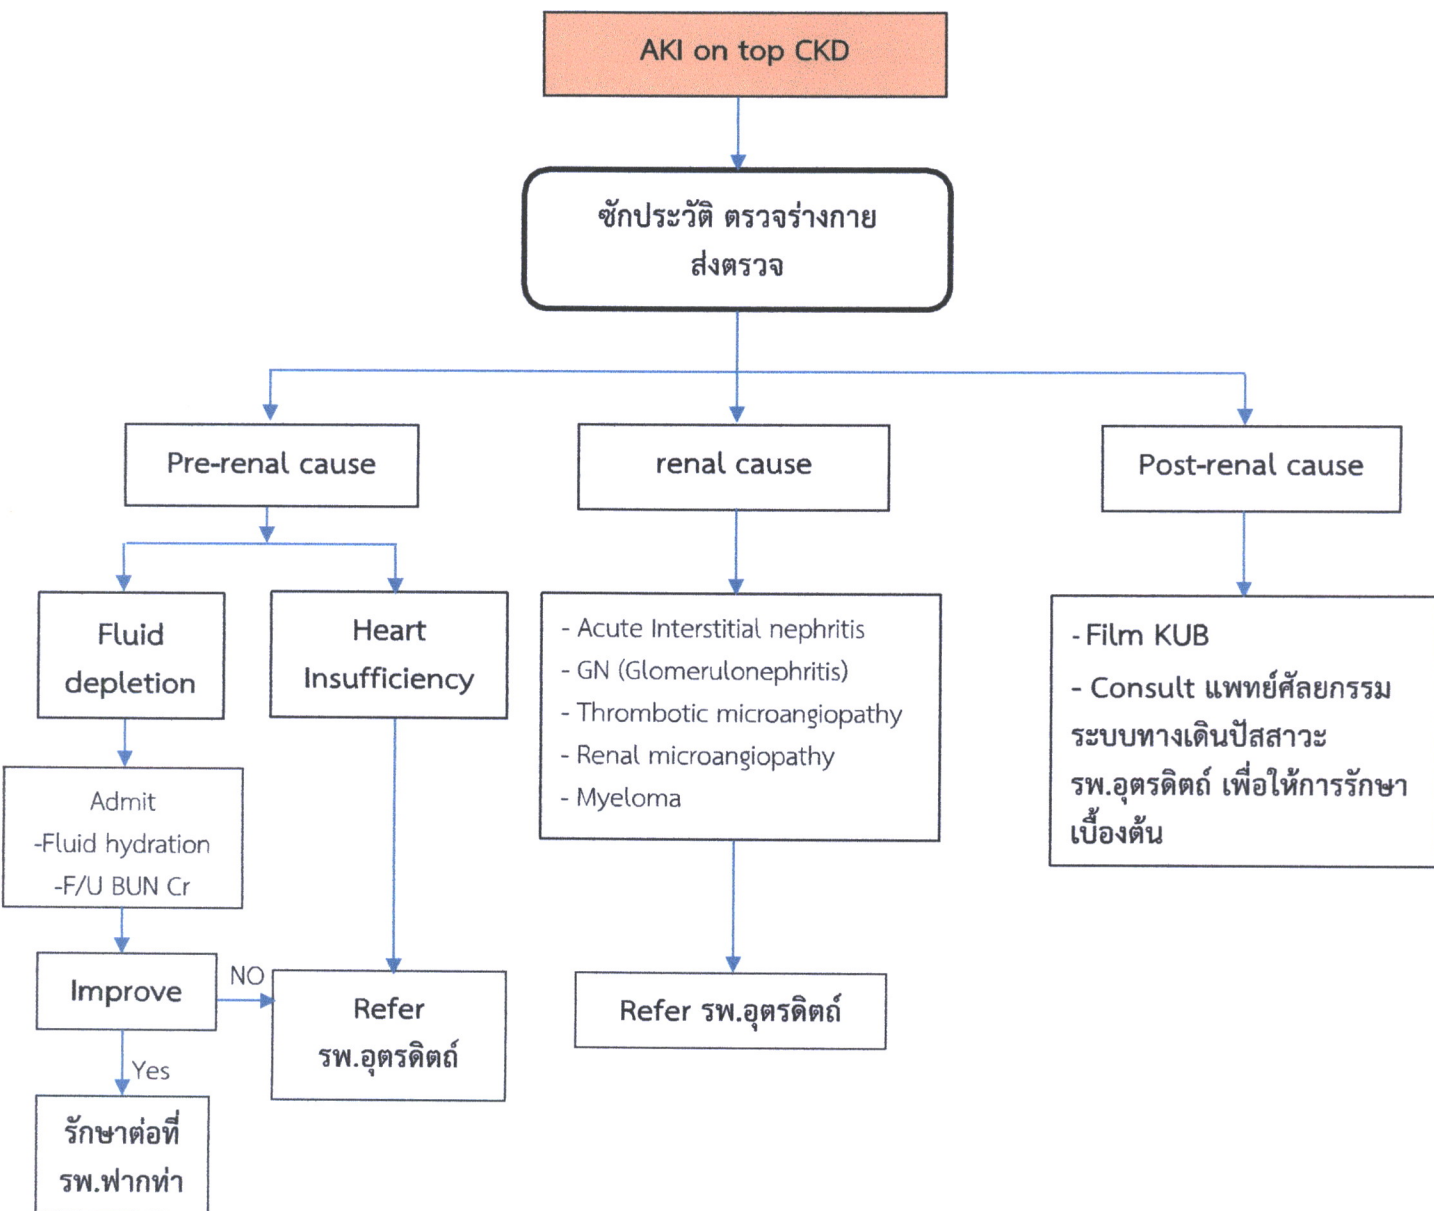 AKI on top CKD
ซักประวัติ ตรวจร่างกาย
ส่งตรวจ
Pre-renal cause
renal cause
Post-renal cause
Fluid
depletion
Heart
Insufficiency
- Acute Interstitial nephritis
- GN (Glomerulonephritis)
- Thrombotic microangiopathy
- Renal microangiopathy
- Myeloma
- Film KUB
- Consult แพทย์ศัลยกรรม
ระบบทางเดินปัสสาวะ
รพ.อุตรดิตถ์ เพื่อให้การรักษา
เบื้องต้น
Admit
-Fluid hydration
-F/U BUN Cr
Improve
NO
Refer
รพ.อุตรดิตถ์
Refer รพ.อุตรดิตถ์
Yes
รักษาต่อที่
รพ.ฟากท่า